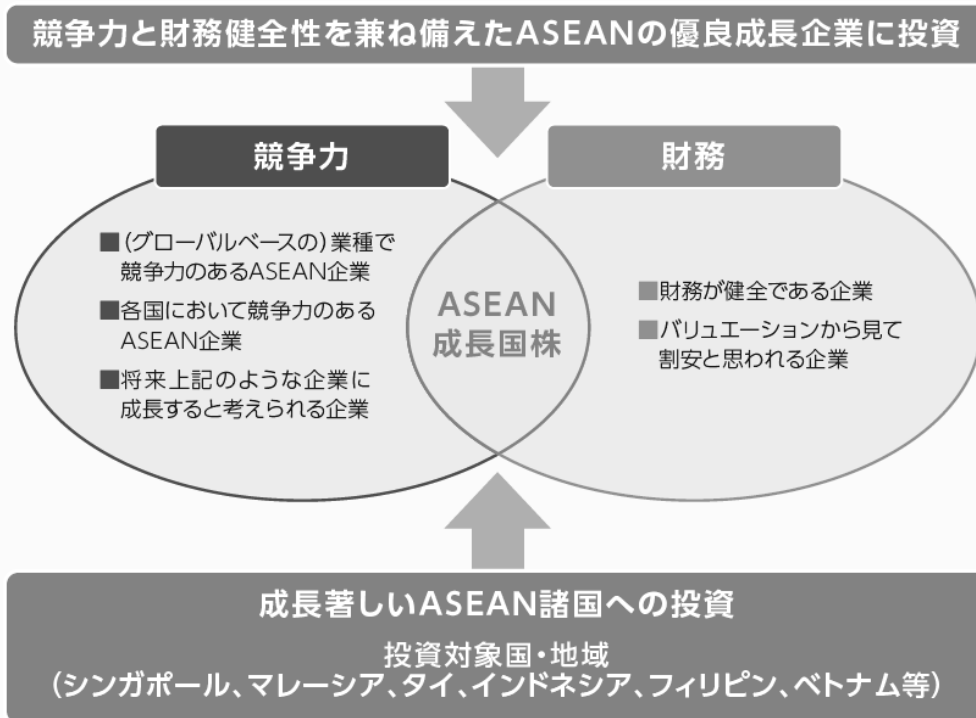 競争力と財務健全性を兼ね備えたASEANの優良成長企業に投資
競争力
財務
■(グローバルベースの)業種で
競争力のあるASEAN企業
■各国において競争力のある
ASEAN企業
■将来上記のような企業に
成長すると考えられる企業
ASEAN
成長国株
■財務が健全である企業
■バリュエーションから見て
割安と思われる企業
成長著しいASEAN諸国への投資
投資対象国・地域
(シンガポール、マレーシア、タイ、インドネシア、フィリピン、ベトナム等)